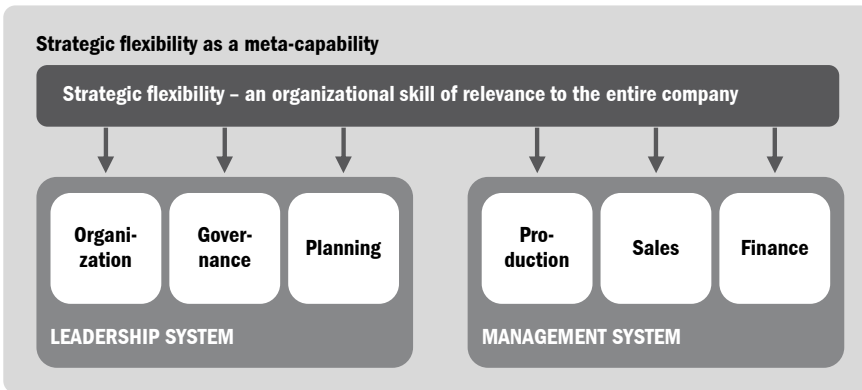 Strategic flexibility as a meta-capability
Strategic flexibility – an organizational skill of relevance to the entire company
Organi-
zation
Gover-
nance
Planning
LEADERSHIP SYSTEM
Pro-
duction
Sales
Finance
MANAGEMENT SYSTEM